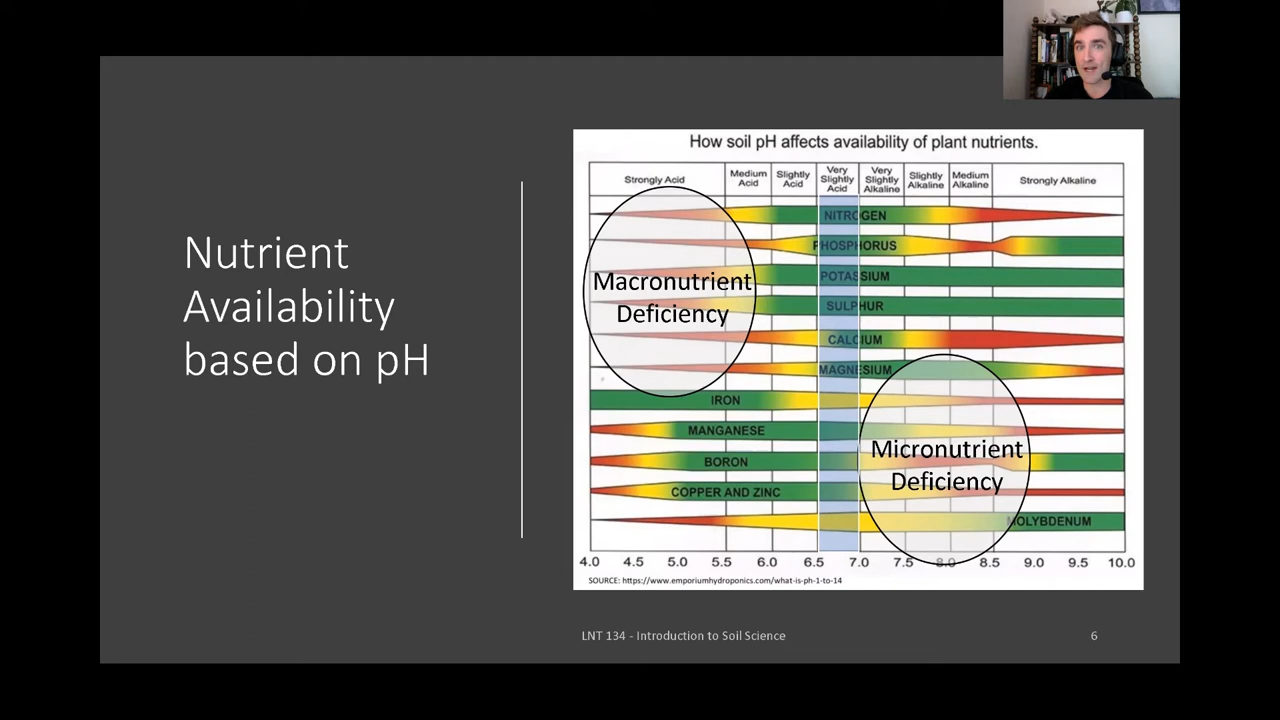 Nutrient
Availability
based on pH
How soil pH affects availability of plant nutrients.
Strongly Acid
Medium
Acid
Slightly
Acid
Very
Slightly
Acid
Very
Slightly
Alkaline
Slightly
Alkaline
Medium
Alkaline
Strongly Alkaline
NITROGEN
PHOSPHORUS
POTASSIUM
SULPHUR
CALCIUM
MAGNESIUM
IRON
MANGANESE
BORON
COPPER AND ZINC
MOLYBDENUM
Macronutrient
Deficiency
Micronutrient
Deficiency
4.0 4.5 5.0 5.5 6.0 6.5 7.0 7.5 8.0 8.5 9.0 9.5 10.0
SOURCE: https://www.emporiumhydroponics.com/what-is-ph-1-to-14
LNT 134 - Introduction to Soil Science
6